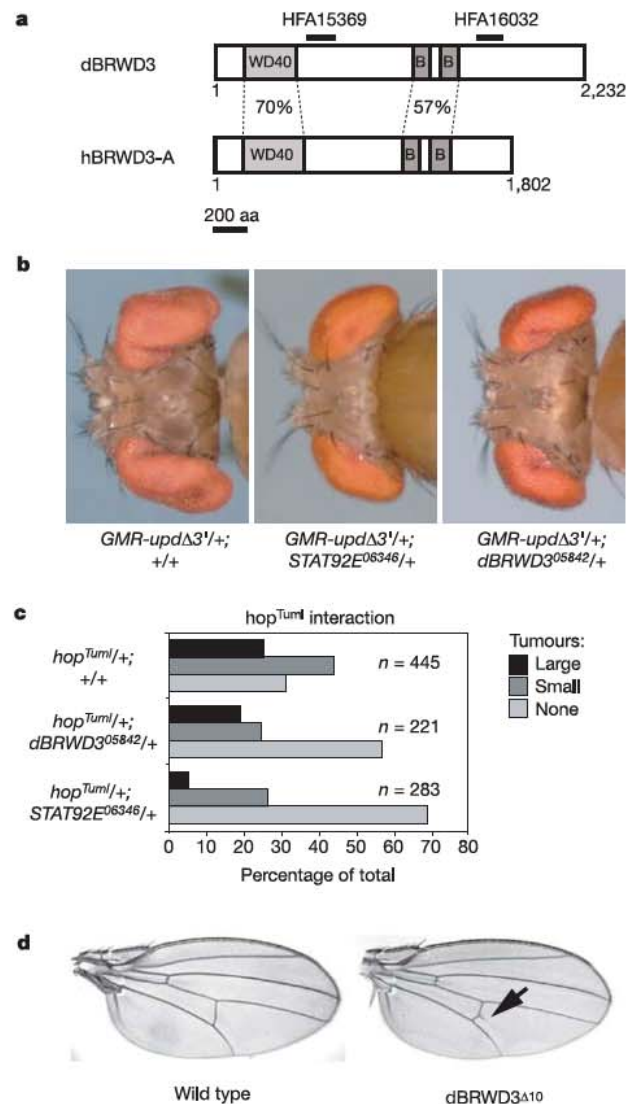 a
HFA15369 HFA16032
dBRWD3 WD40 B B
1 2,232
70% 57%
hBRWD3-A WD40 B B
1 1,802
200 aa
b
GMR-updΔ3'/+; GMR-updΔ3'/+; GMR-updΔ3'/+;
+/+ STAT92E06346/+ dBRWD305842/+
c
hopTuml interaction
hopTuml/+;
+/+
n = 445
hopTuml/+;
dBRWD305842/+
n = 221
hopTuml/+;
STAT92E06346/+
n = 283
Tumours:
Large
Small
None
0 10 20 30 40 50 60 70 80
Percentage of total
d
Wild type dBRWD3Δ10